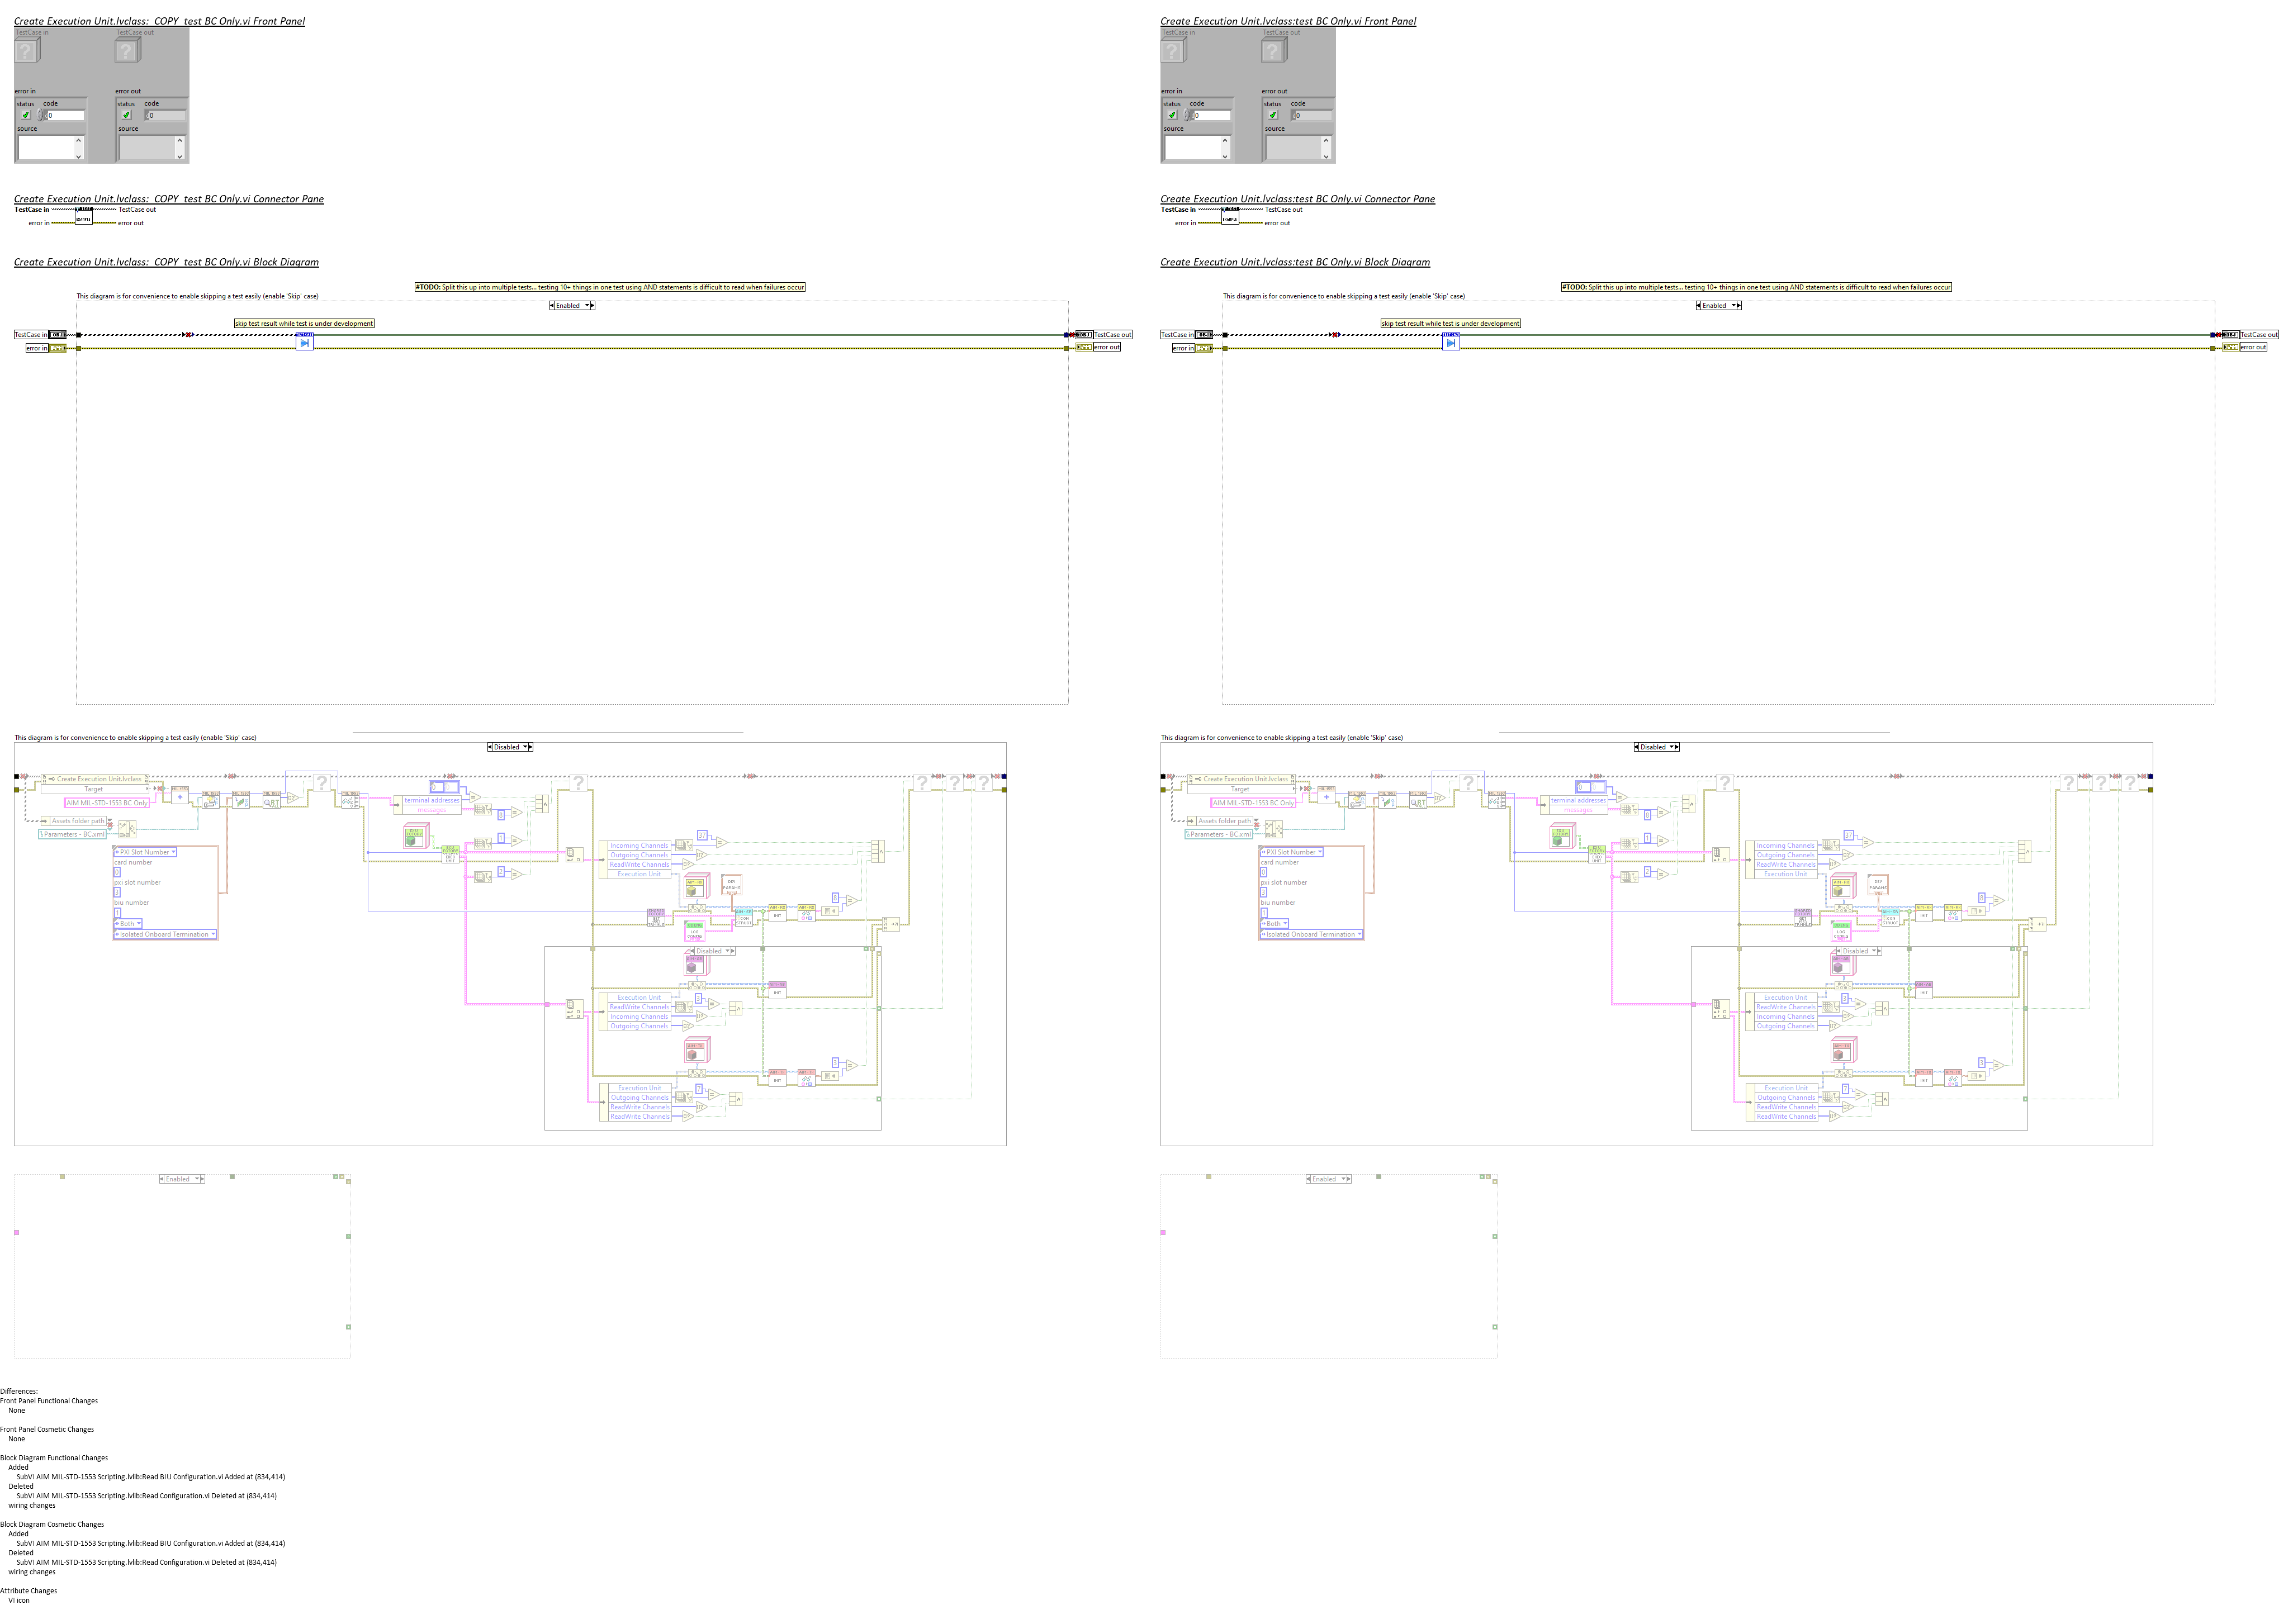 Create Execution Unit.lvclass:_COPY_test BC Only.vi Front Panel
TestCase in
TestCase out
error in
error out
status code
0
source
status code
0
source
Create Execution Unit.lvclass:_COPY_test BC Only.vi Connector Pane
TestCase in
TestCase out
error in
error out
Create Execution Unit.lvclass:_COPY_test BC Only.vi Block Diagram
#TODO: Split this up into multiple tests... testing 10+ things in one test using AND statements is difficult to read when failures occur
This diagram is for convenience to enable skipping a test easily (enable 'Skip' case)
Enabled
skip test result while test is under development
TestCase in
TestCase out
error in
error out
This diagram is for convenience to enable skipping a test easily (enable 'Skip' case)
Disabled
Create Execution Unit.lvclass
Target
AIM MIL-STD-1553 BC Only
Assets folder path
Parameters - BC.xml
PXI Slot Number
card number
0
pxi slot number
3
biu number
1
Both
Isolated Onboard Termination
terminal addresses
messages
8
1
2
37
Incoming Channels
Outgoing Channels
ReadWrite Channels
Execution Unit
Disabled
Execution Unit
ReadWrite Channels
Incoming Channels
Outgoing Channels
3
3
Execution Unit
Outgoing Channels
ReadWrite Channels
ReadWrite Channels
7
Enabled
Create Execution Unit.lvclass:test BC Only.vi Front Panel
TestCase in
TestCase out
error in
error out
status code
0
source
status code
0
source
Create Execution Unit.lvclass:test BC Only.vi Connector Pane
TestCase in
TestCase out
error in
error out
Create Execution Unit.lvclass:test BC Only.vi Block Diagram
#TODO: Split this up into multiple tests... testing 10+ things in one test using AND statements is difficult to read when failures occur
This diagram is for convenience to enable skipping a test easily (enable 'Skip' case)
Enabled
skip test result while test is under development
TestCase in
TestCase out
error in
error out
This diagram is for convenience to enable skipping a test easily (enable 'Skip' case)
Disabled
Create Execution Unit.lvclass
Target
AIM MIL-STD-1553 BC Only
Assets folder path
Parameters - BC.xml
PXI Slot Number
card number
0
pxi slot number
3
biu number
1
Both
Isolated Onboard Termination
terminal addresses
messages
8
1
2
37
Incoming Channels
Outgoing Channels
ReadWrite Channels
Execution Unit
Disabled
Execution Unit
ReadWrite Channels
Incoming Channels
Outgoing Channels
3
3
Execution Unit
Outgoing Channels
ReadWrite Channels
ReadWrite Channels
7
Enabled
Differences:
Front Panel Functional Changes
None
Front Panel Cosmetic Changes
None
Block Diagram Functional Changes
Added
SubVI AIM MIL-STD-1553 Scripting.lvlib:Read BIU Configuration.vi Added at (834,414)
Deleted
SubVI AIM MIL-STD-1553 Scripting.lvlib:Read Configuration.vi Deleted at (834,414)
wiring changes
Block Diagram Cosmetic Changes
Added
SubVI AIM MIL-STD-1553 Scripting.lvlib:Read BIU Configuration.vi Added at (834,414)
Deleted
SubVI AIM MIL-STD-1553 Scripting.lvlib:Read Configuration.vi Deleted at (834,414)
wiring changes
Attribute Changes
VI icon